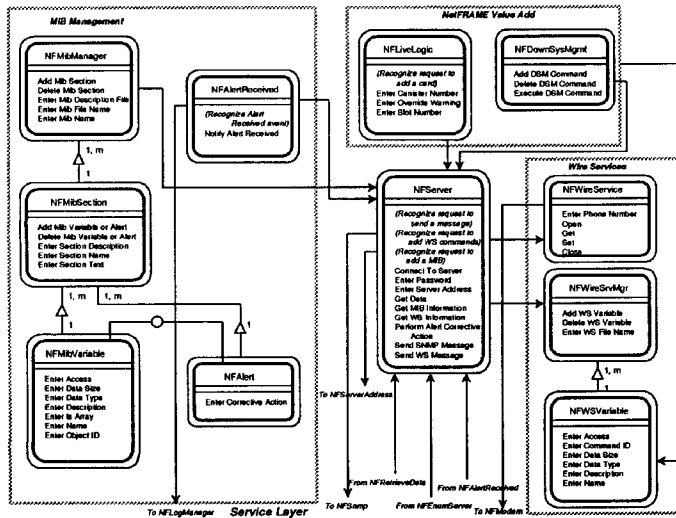 MIB Management
NFMibManager
Add Mib Section
Delete Mib Section
Enter Mib Description File
Enter Mib File Name
Enter Mib Name
1, m
1
NFMibSection
Add Mib Variable or Alert
Delete Mib Variable or Alert
Enter Section Description
Enter Section Name
Enter Section Text
1, m
1, m
1
1
NFMibVariable
Enter Access
Enter Data Size
Enter Data Type
Enter Description
Enter Is Array
Enter Name
Enter Object ID
NFAlert
Enter Corrective Action
NFAlertReceived
(Recognize Alert
Received event)
Notify Alert Received
To NFLogManager
Service Layer
NetFRAME Value Add
NFLiveLogic
(Recognize request to
add a card)
Enter Canister Number
Enter Override Warning
Enter Slot Number
NFDownSysMgmt
Add DSM Command
Delete DSM Command
Execute DSM Command
NFServer
(Recognize request to
send a message)
(Recognize request to
add WS commands)
(Recognize request to
add a MIB)
Connect To Server
Enter Password
Enter Server Address
Get Data
Get MIB Information
Get WS Information
Perform Alert Corrective
Action
Send SNMP Message
Send WS Message
To NFServerAddress
From NFRetrieveData
From NFAlertReceived
To NFSnmp
From NFEnumServer
To NFModem
Wire Services
NFWireService
Enter Phone Number
Open
Get
Set
Close
NFWireSrvMgr
Add WS Variable
Delete WS Variable
Enter WS File Name
1, m
1
NFWSVariable
Enter Access
Enter Command ID
Enter Data Size
Enter Data Type
Enter Description
Enter Name